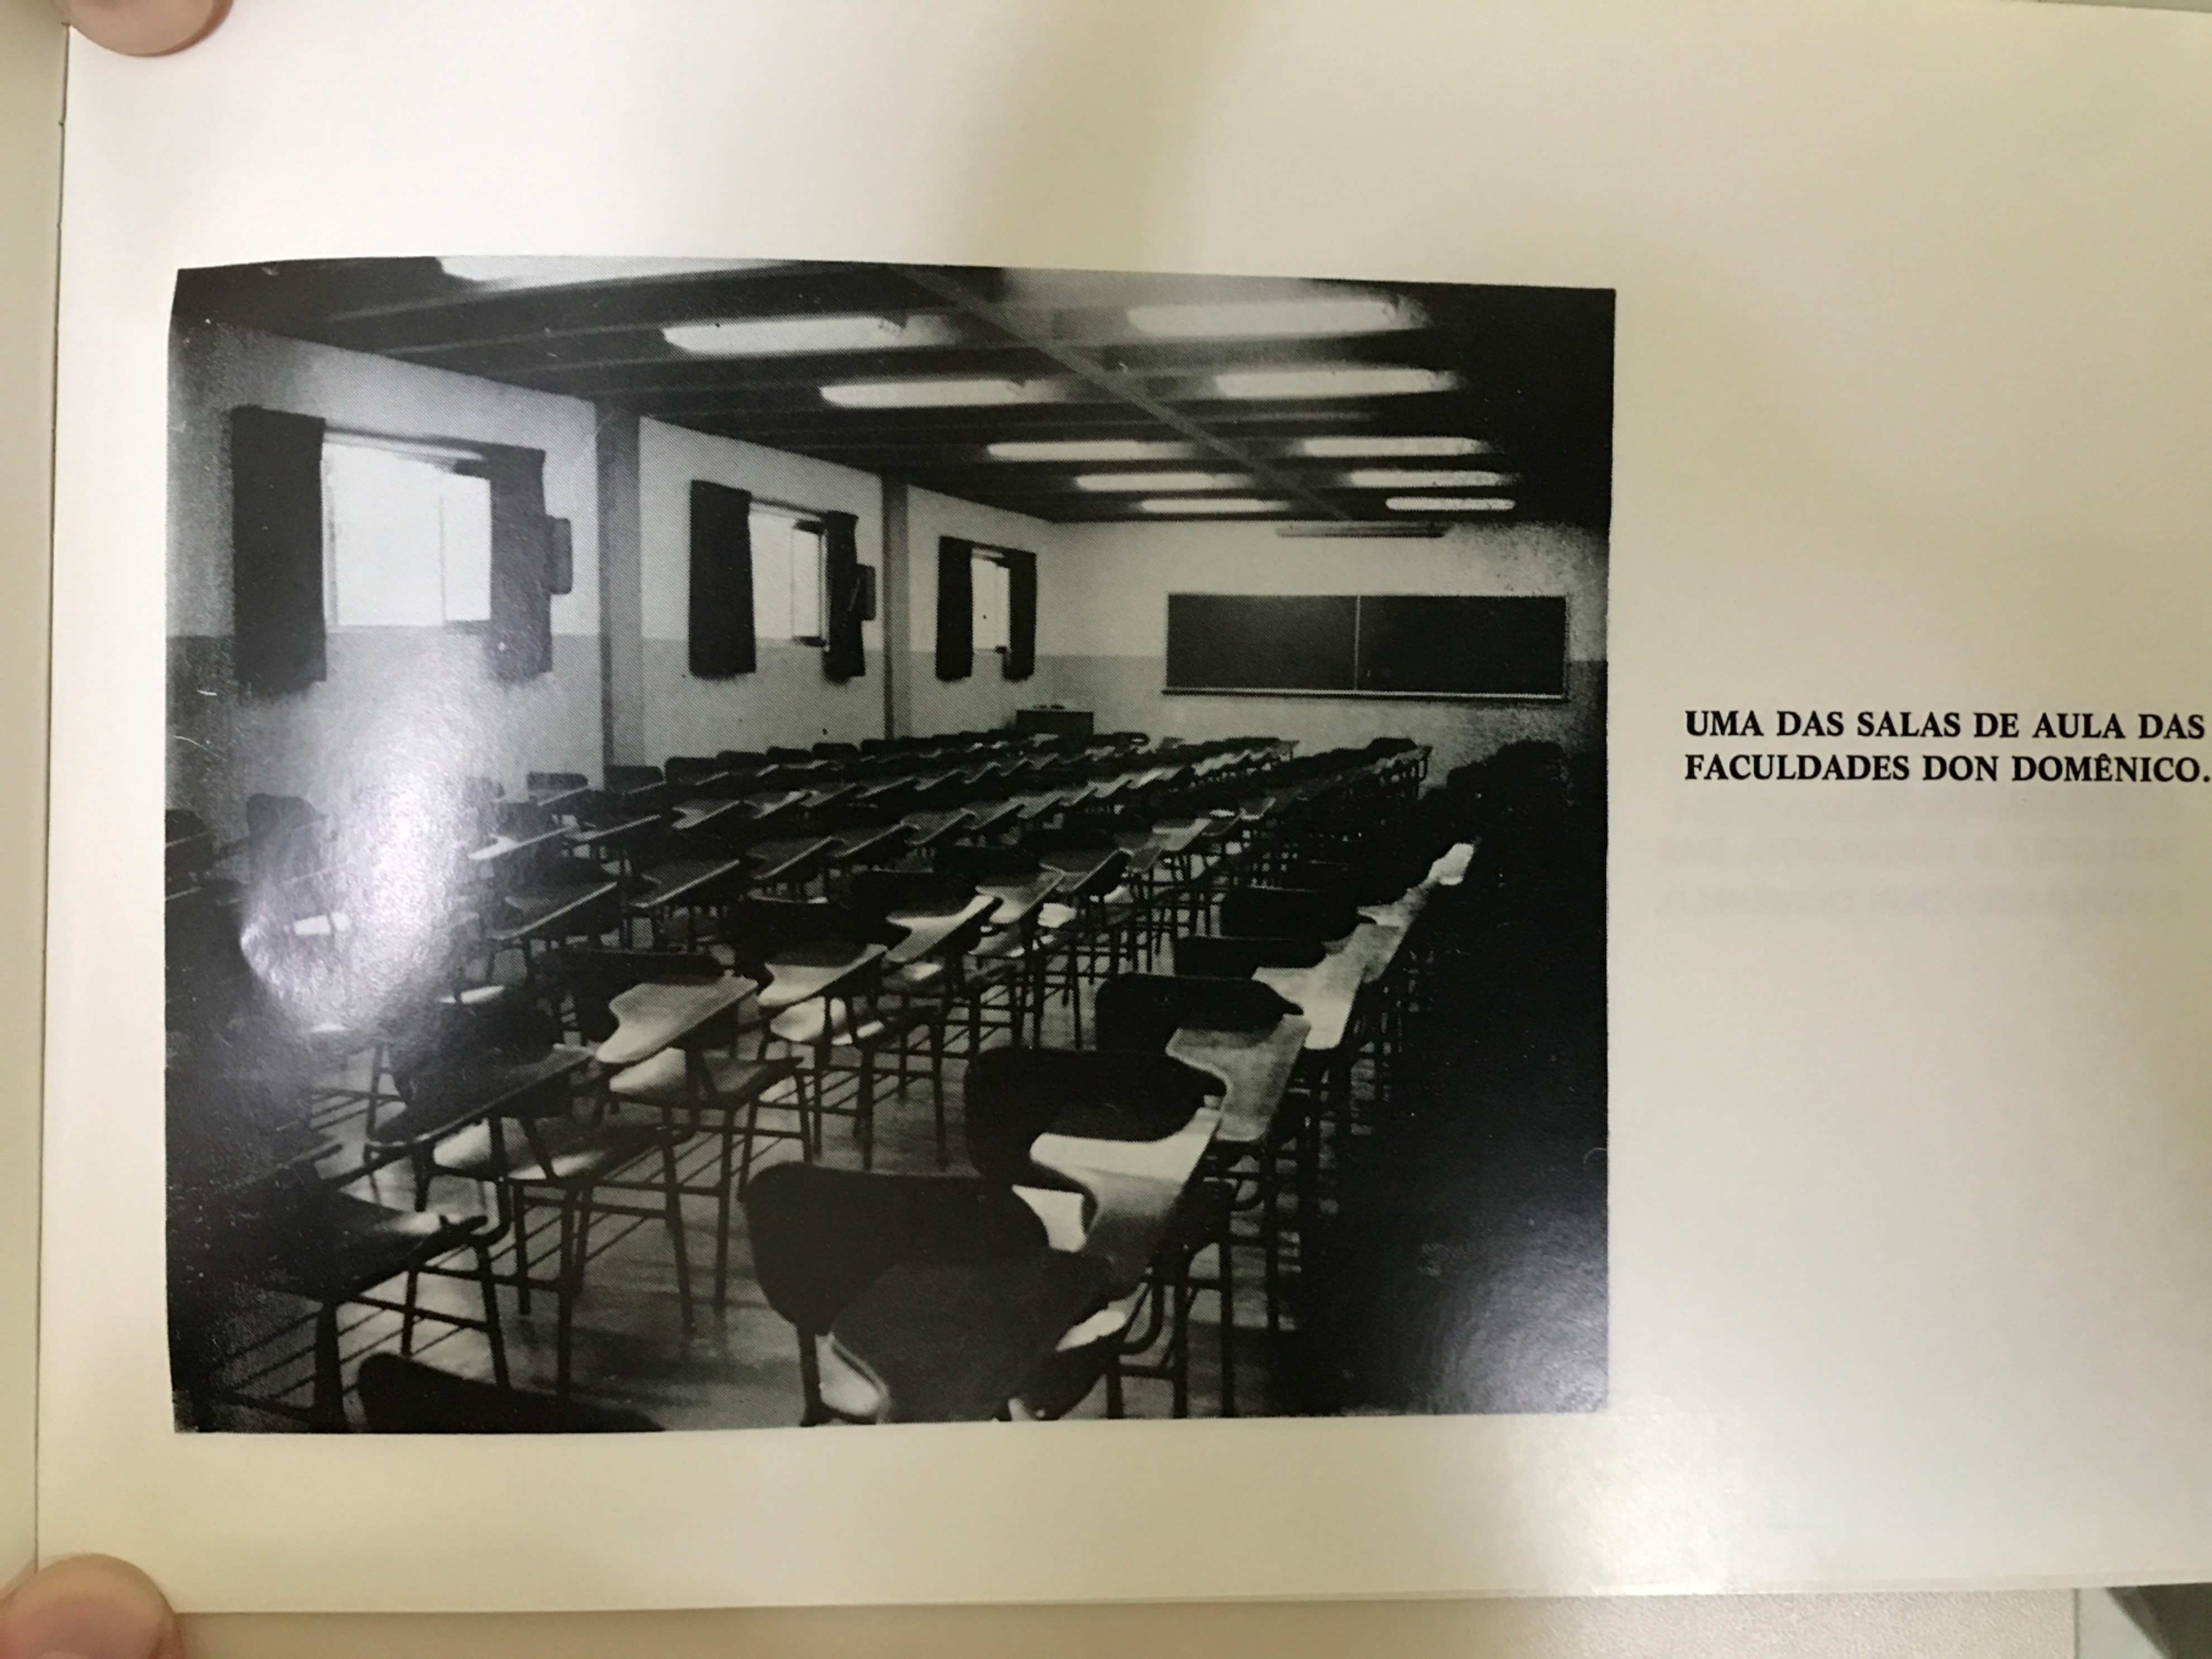 UMA DAS SALAS DE AULA DAS
FACULDADES DON DOMÊNICO.